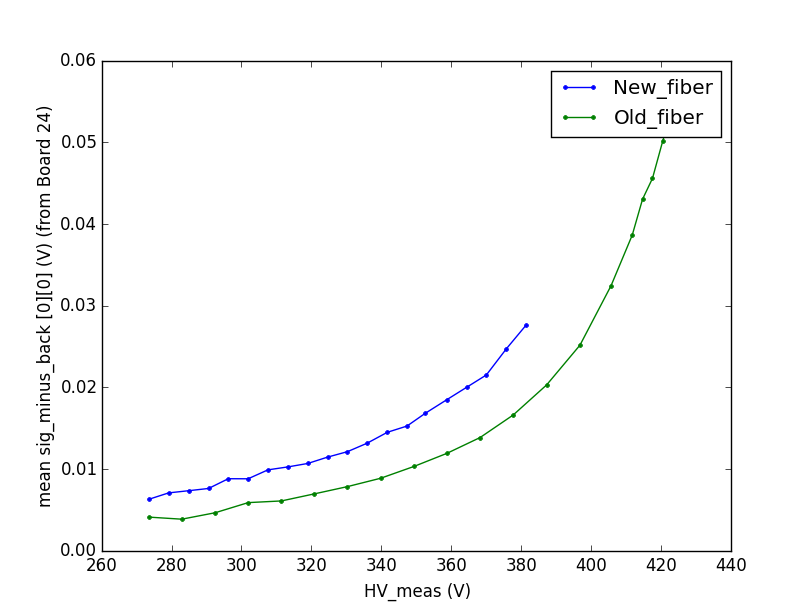 0.06
0.05
0.04
0.03
0.02
0.01
0.00
260 280 300 320 340 360 380 400 420 440
HV_meas (V)
mean sig_minus_back [0][0] (V) (from Board 24)
New_fiber
Old_fiber